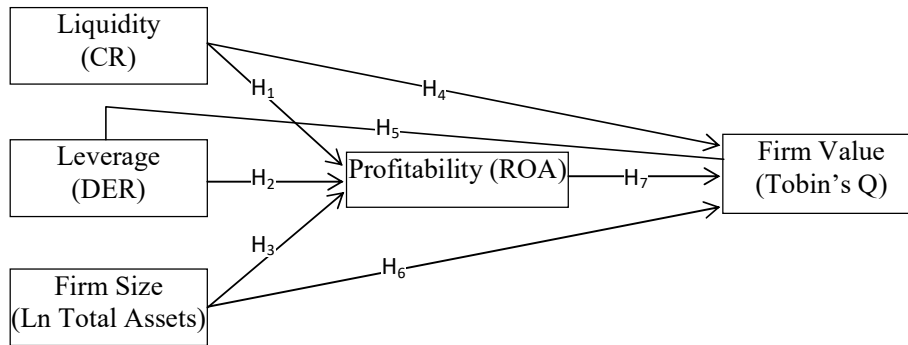 Liquidity
(CR)
H₁
H₄
H₅
Leverage
(DER)
H₂
Profitability (ROA)
H₇
Firm Value
(Tobin’s Q)
H₃
H₆
Firm Size
(Ln Total Assets)